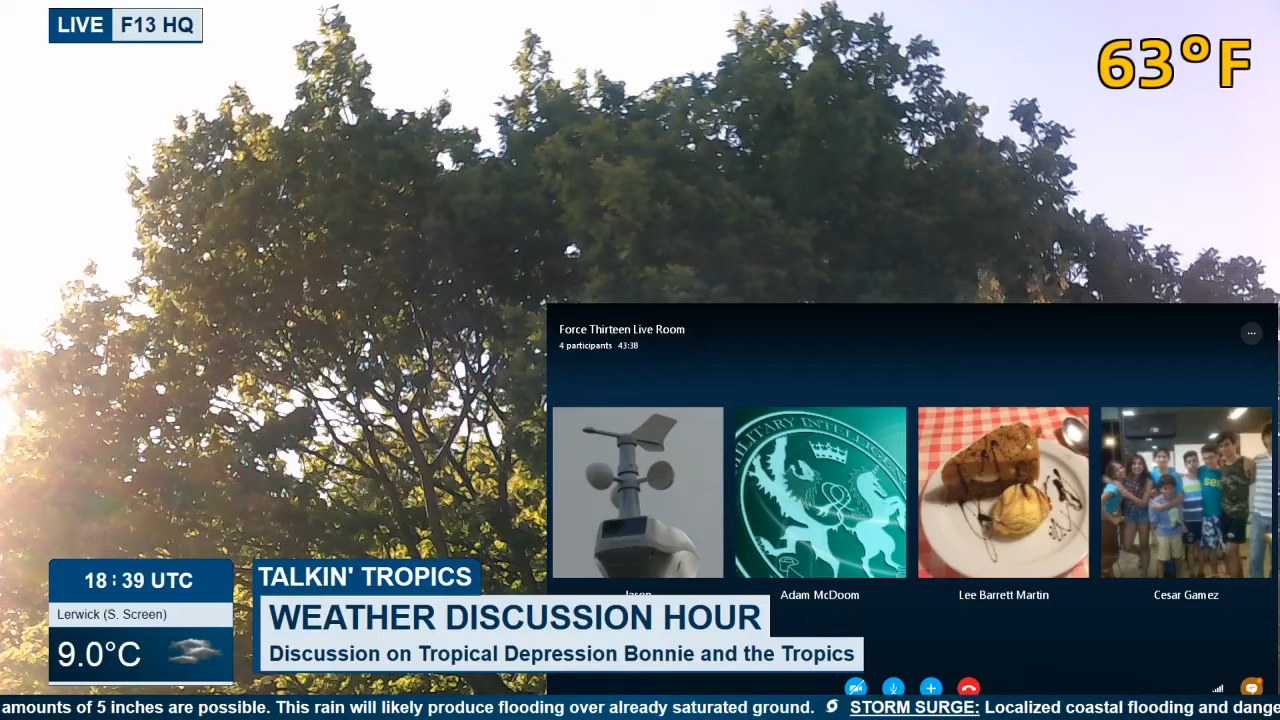 LIVE F13 HQ
63°F
Force Thirteen Live Room
4 participants 43:38
MILITARY INTELLIGENCE
Jason
Adam McDoom
Lee Barrett Martin
Cesar Gamez
18:39 UTC
Lerwick (S. Screen)
9.0°C
TALKIN' TROPICS
WEATHER DISCUSSION HOUR
Discussion on Tropical Depression Bonnie and the Tropics
amounts of 5 inches are possible. This rain will likely produce flooding over already saturated ground. STORM SURGE: Localized coastal flooding and dange